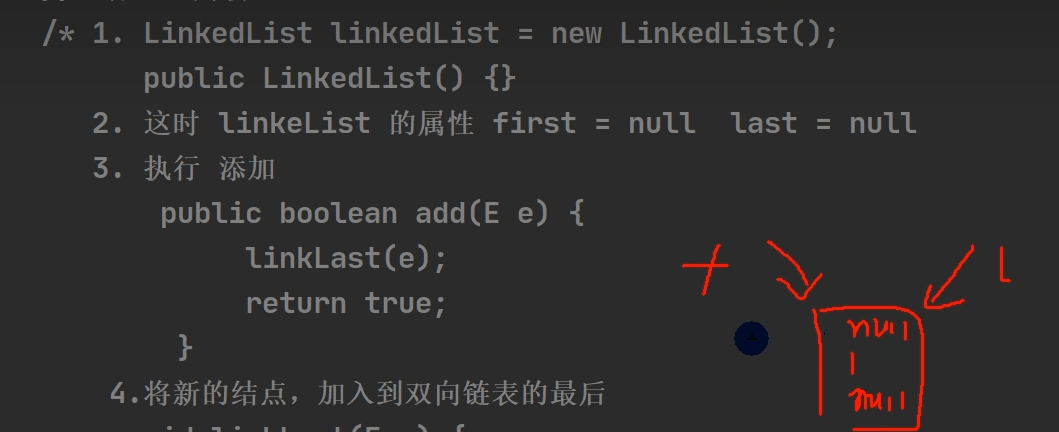 /* 1. LinkedList linkedList = new LinkedList();
public LinkedList() {}
2. 这时 linkeList 的属性 first = null last = null
3. 执行 添加
public boolean add(E e) {
linkLast(e);
return true;
}
4.将新的结点，加入到双向链表的最后
null
1
null
L